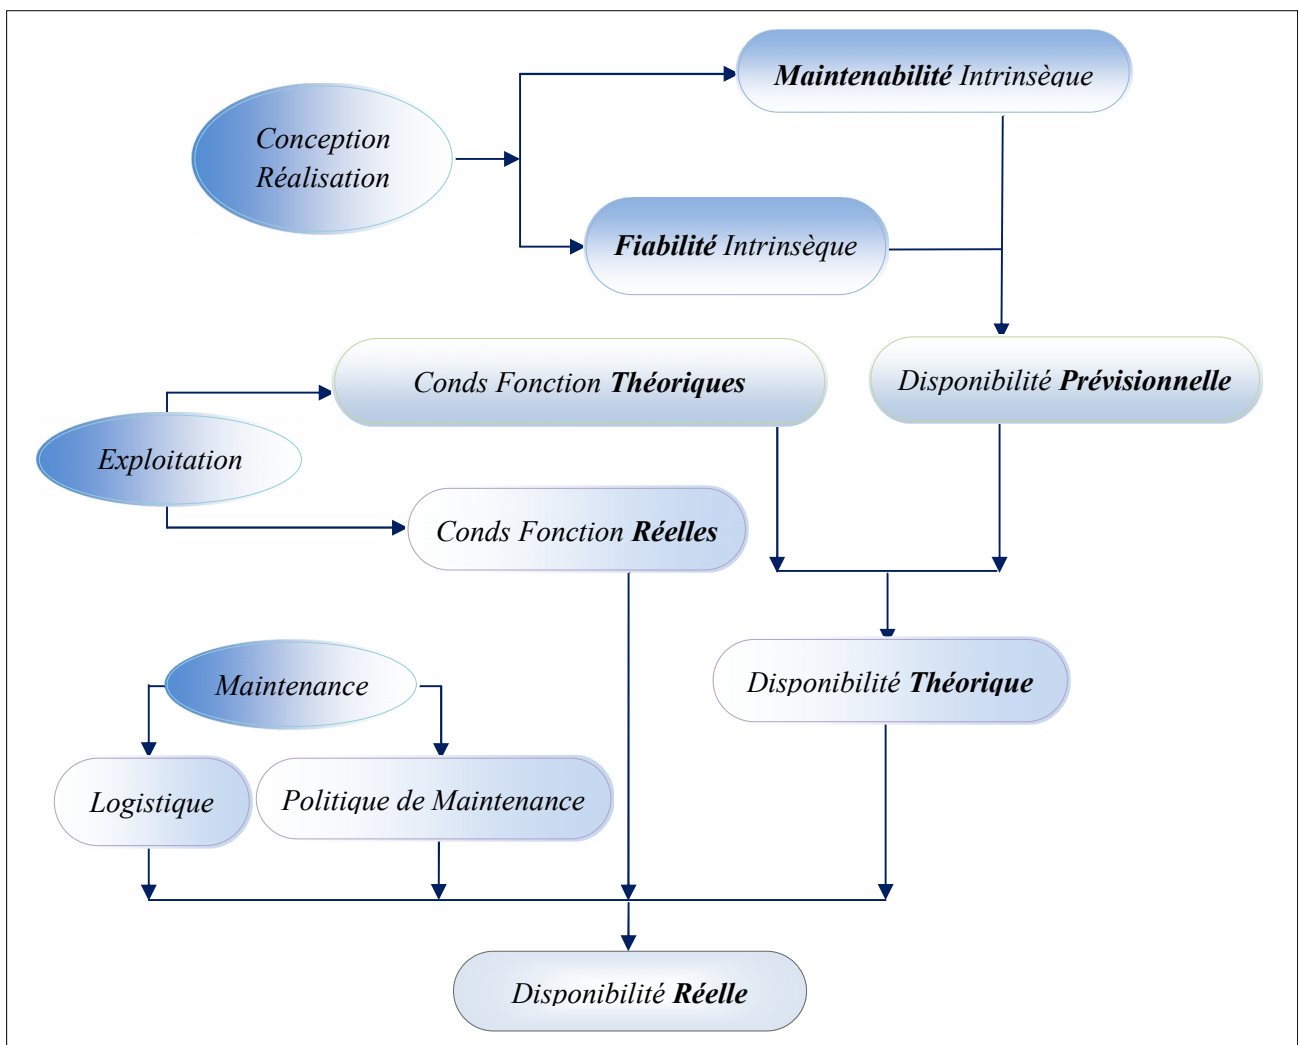 Maintenabilité Intrinsèque
Conception
Réalisation
Fiabilité Intrinsèque
Conds Fonction Théoriques
Disponibilité Prévisionnelle
Exploitation
Conds Fonction Réelles
Maintenance
Disponibilité Théorique
Logistique
Politique de Maintenance
Disponibilité Réelle